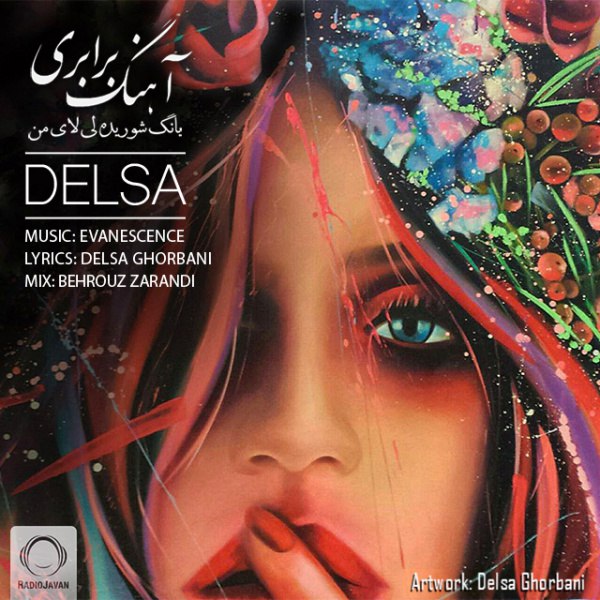 آهنگ برابری
بانگ شوریده لی لای من
DELSA
MUSIC: EVANESCENCE
LYRICS: DELSA GHORBANI
MIX: BEHROUZ ZARANDI
RADIOJAVAN
Artwork: Delsa Ghorbani